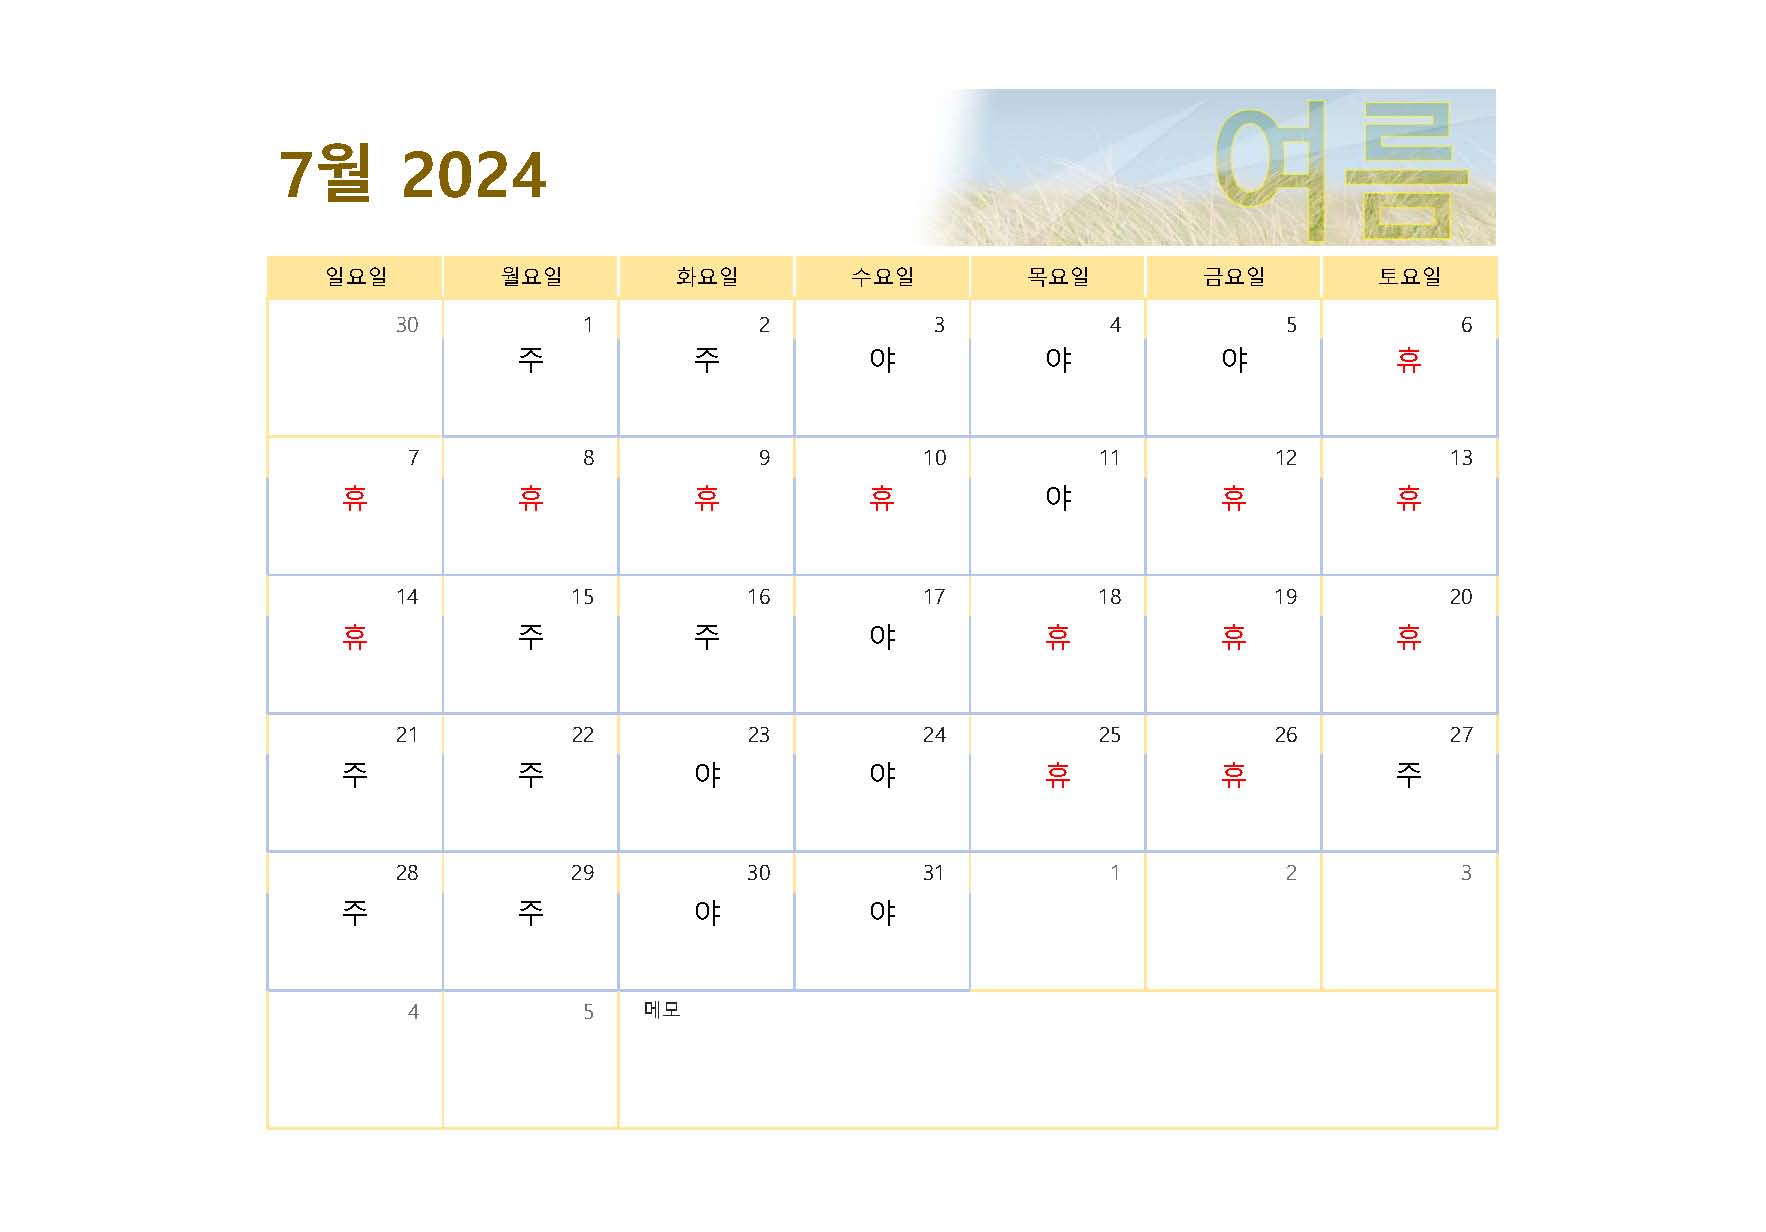 여름
7월 2024
일요일 월요일 화요일 수요일 목요일 금요일 토요일
30 1 2 3 4 5 6
주 주 야 야 야 휴
7 8 9 10 11 12 13
휴 휴 휴 휴 야 휴 휴
14 15 16 17 18 19 20
휴 주 주 야 휴 휴 휴
21 22 23 24 25 26 27
주 주 야 야 휴 휴 주
28 29 30 31 1 2 3
주 주 야 야
4 5 메모